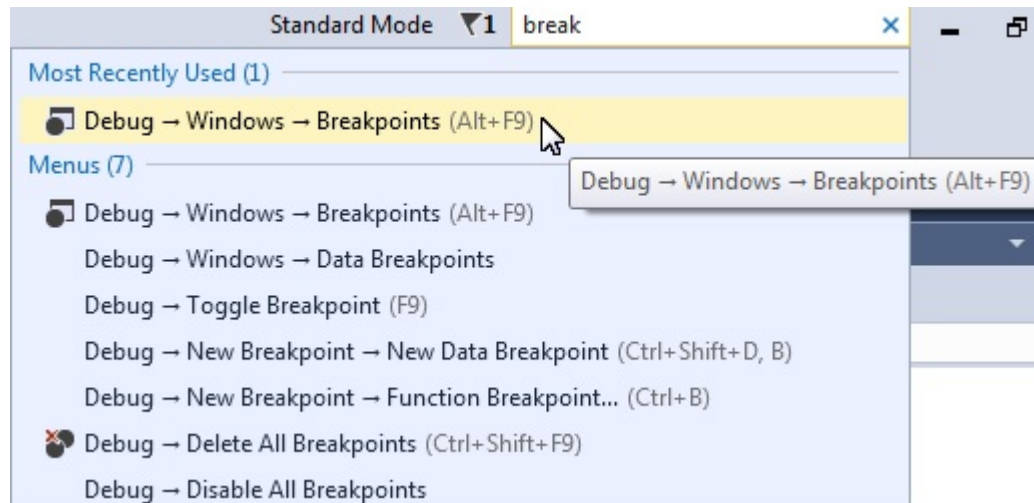 Standard Mode 1 break
Most Recently Used (1)
Debug → Windows → Breakpoints (Alt+F9)
Menus (7)
Debug → Windows → Breakpoints (Alt+F9)
Debug → Windows → Breakpoints (Alt+F9)
Debug → Windows → Data Breakpoints
Debug → Toggle Breakpoint (F9)
Debug → New Breakpoint → New Data Breakpoint (Ctrl+Shift+D, B)
Debug → New Breakpoint → Function Breakpoint... (Ctrl+B)
Debug → Delete All Breakpoints (Ctrl+Shift+F9)
Debug → Disable All Breakpoints